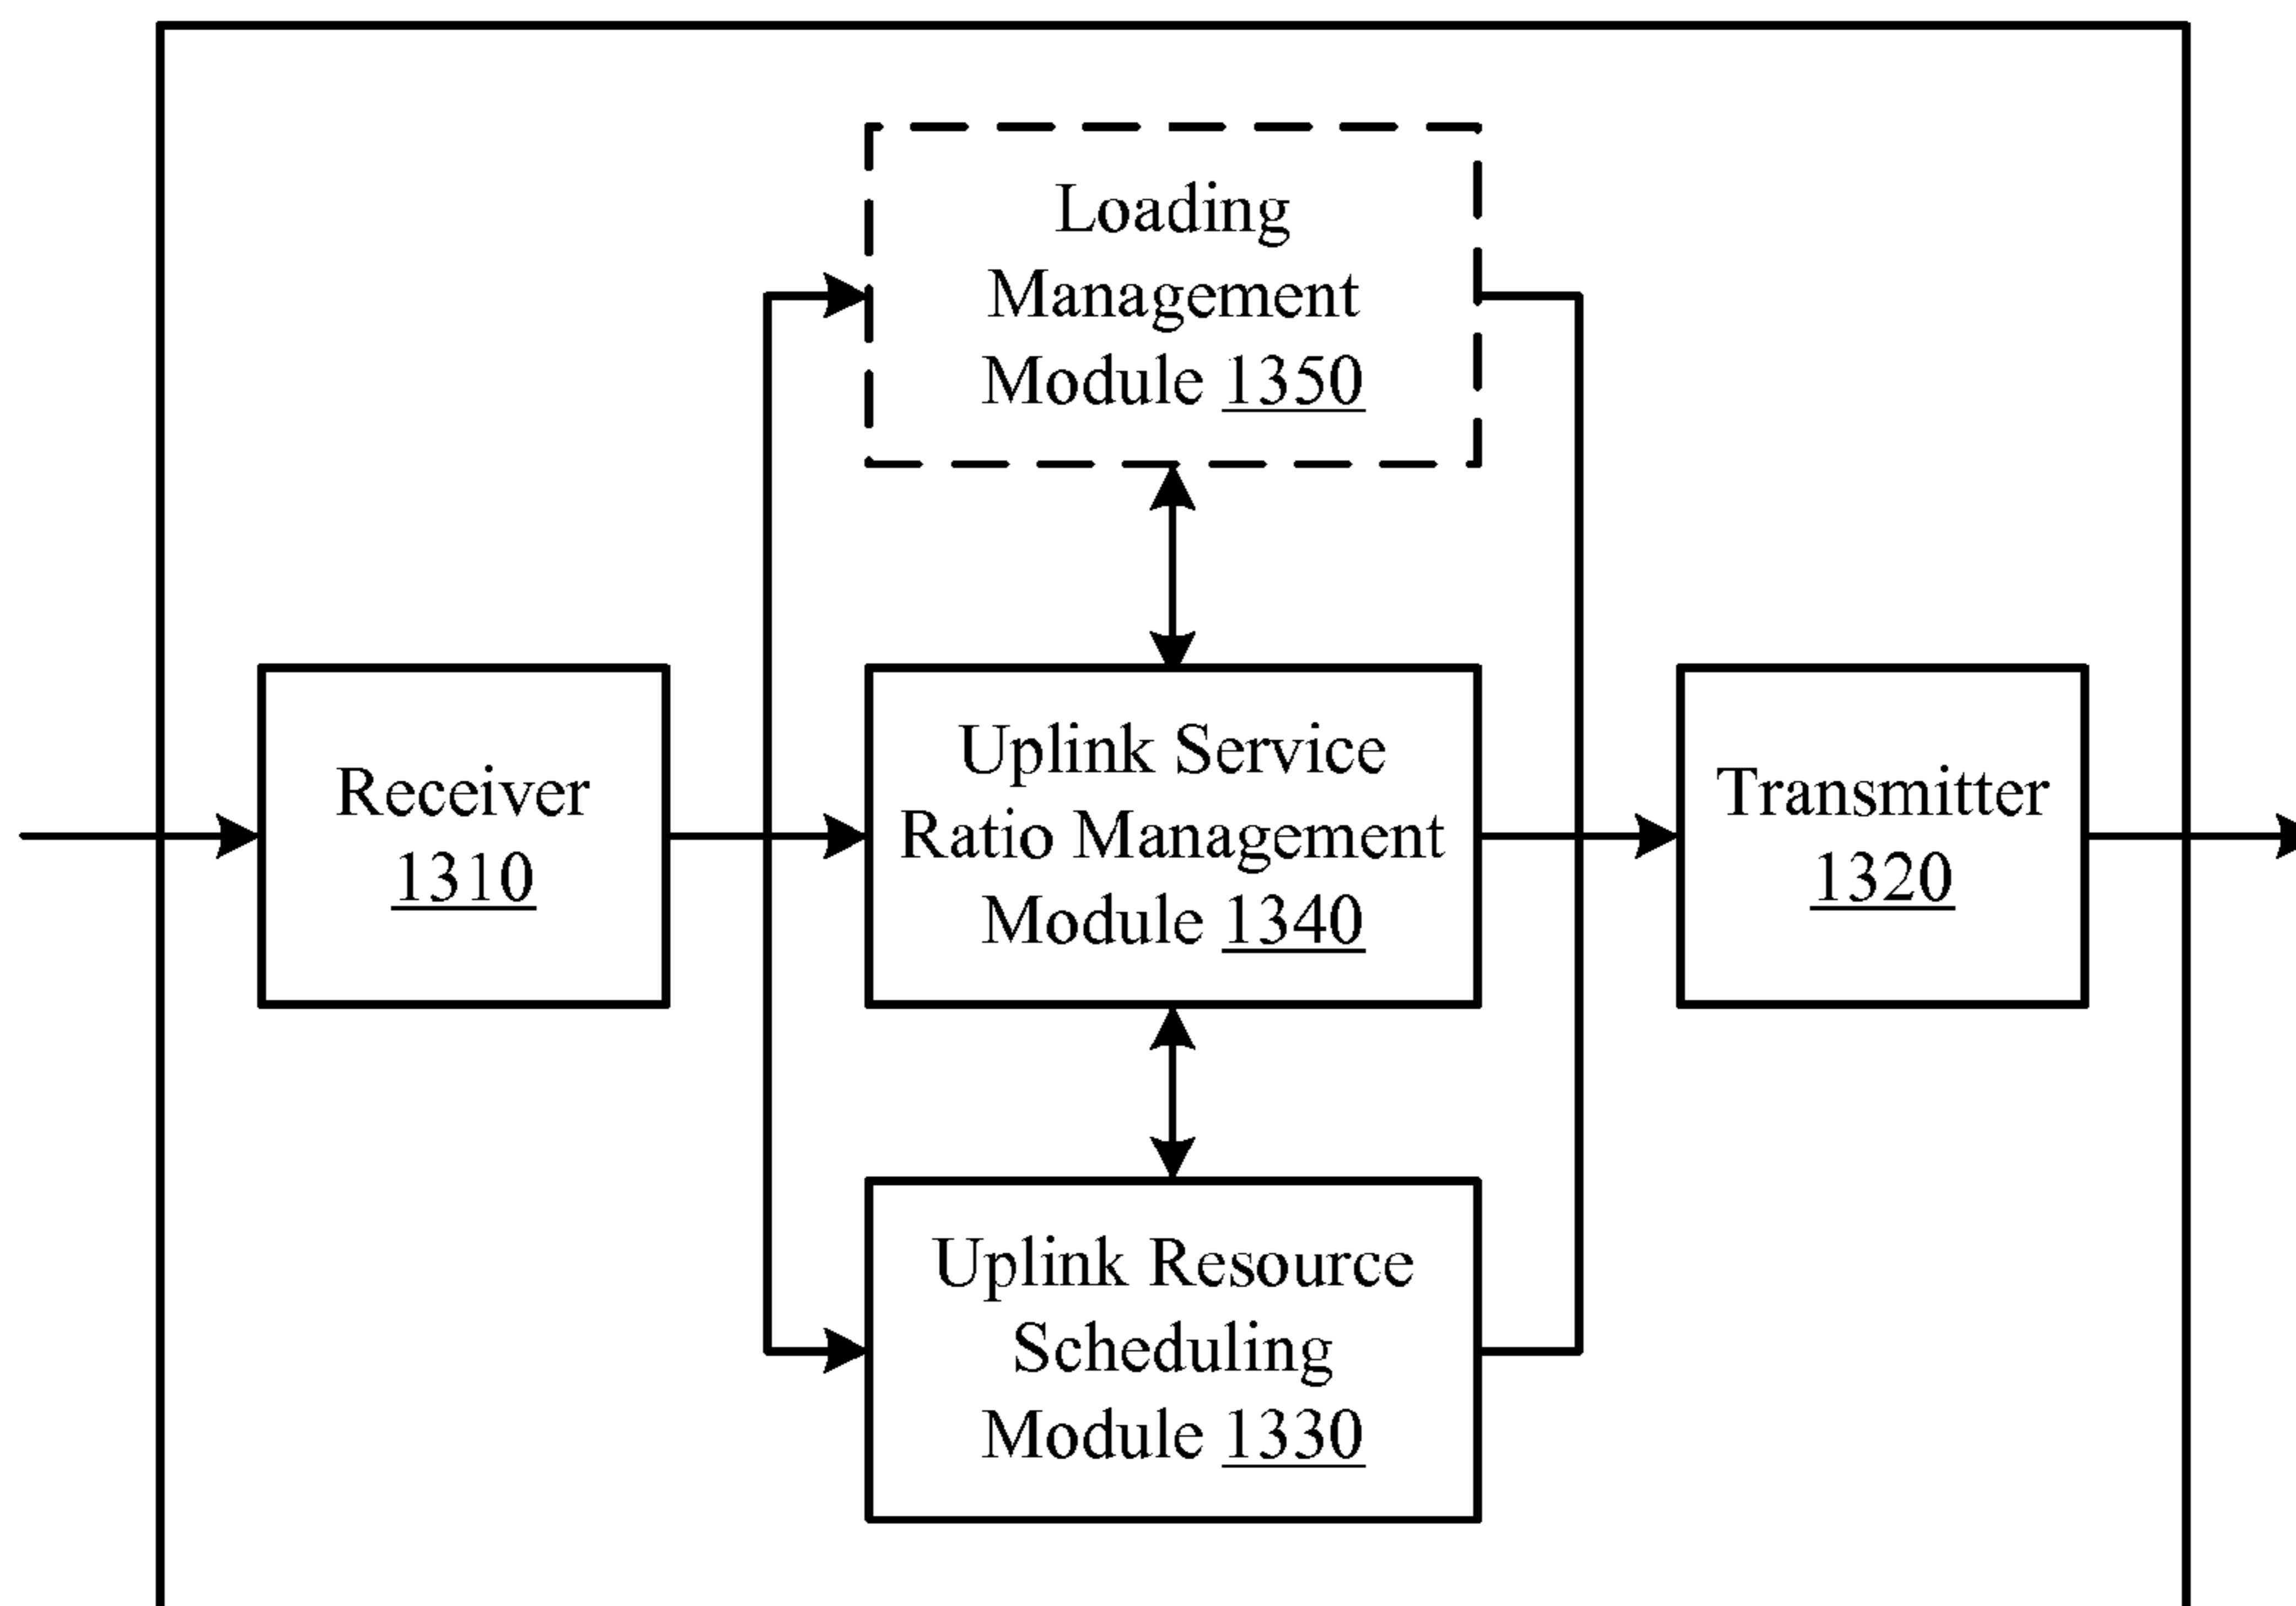 Loading
Management
Module 1350
Receiver
1310
Uplink Service
Ratio Management
Module 1340
Transmitter
1320
Uplink Resource
Scheduling
Module 1330